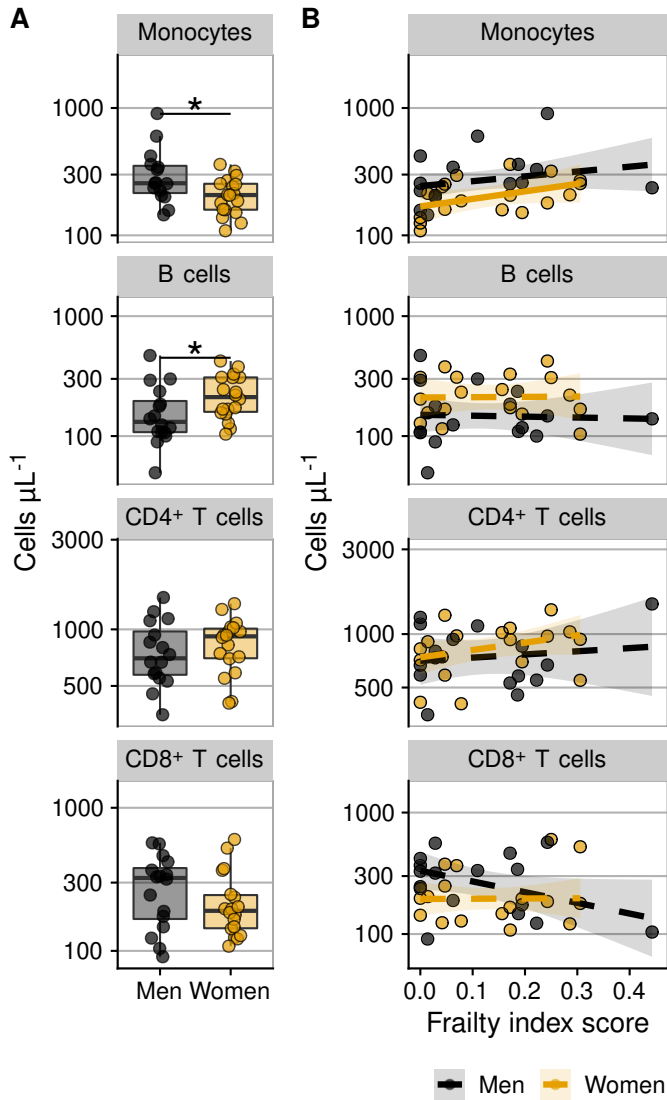 A
Monocytes
1000
300
100
*
B cells
1000
300
100
*
CD4⁺ T cells
3000
1000
500
CD8⁺ T cells
1000
300
100
Men Women
Cells µL⁻¹
B
Monocytes
1000
300
100
B cells
1000
300
100
CD4⁺ T cells
3000
1000
500
CD8⁺ T cells
1000
300
100
0.0 0.1 0.2 0.3 0.4
Frailty index score
Cells µL⁻¹
Men Women